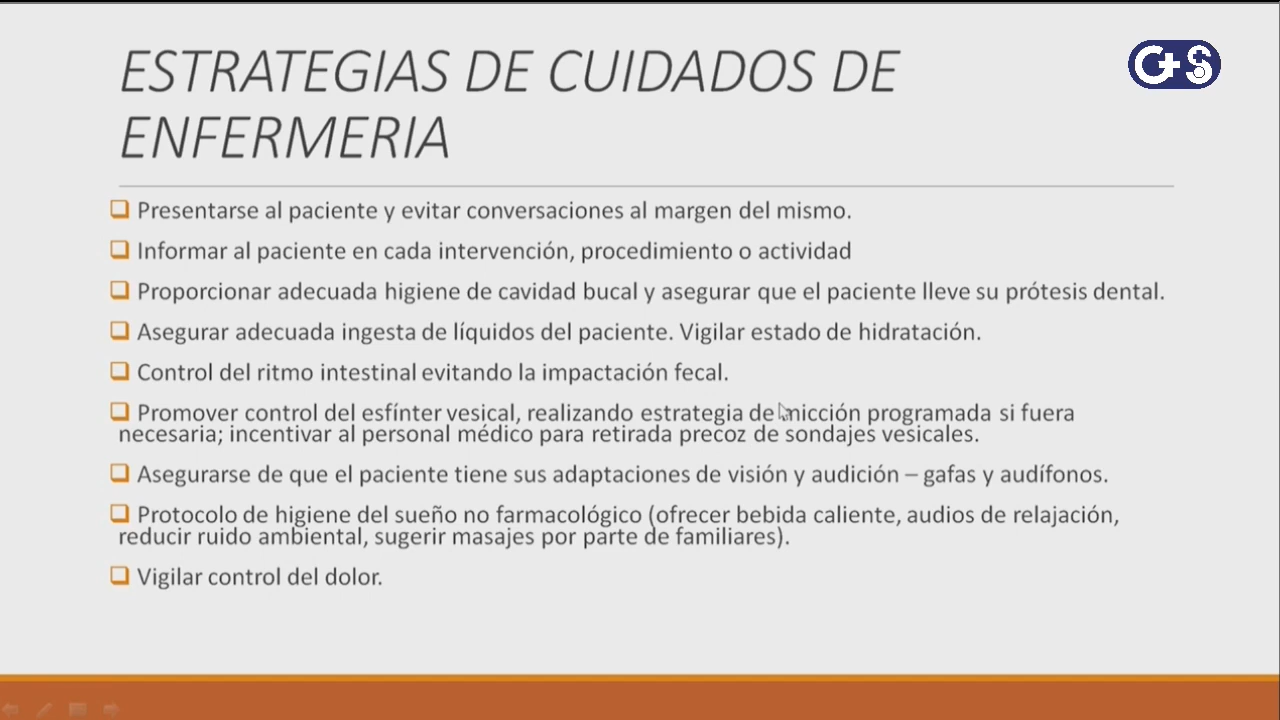 ESTRATEGIAS DE CUIDADOS DE
ENFERMERIA
G+S
Presentarse al paciente y evitar conversaciones al margen del mismo.
Informar al paciente en cada intervención, procedimiento o actividad
Proporcionar adecuada higiene de cavidad bucal y asegurar que el paciente lleve su prótesis dental.
Asegurar adecuada ingesta de líquidos del paciente. Vigilar estado de hidratación.
Control del ritmo intestinal evitando la impactación fecal.
Promover control del esfínter vesical, realizando estrategia de micción programada si fuera
necesaria; incentivar al personal médico para retirada precoz de sondajes vesicales.
Asegurarse de que el paciente tiene sus adaptaciones de visión y audición – gafas y audífonos.
Protocolo de higiene del sueño no farmacológico (ofrecer bebida caliente, audios de relajación,
reducir ruido ambiental, sugerir masajes por parte de familiares).
Vigilar control del dolor.